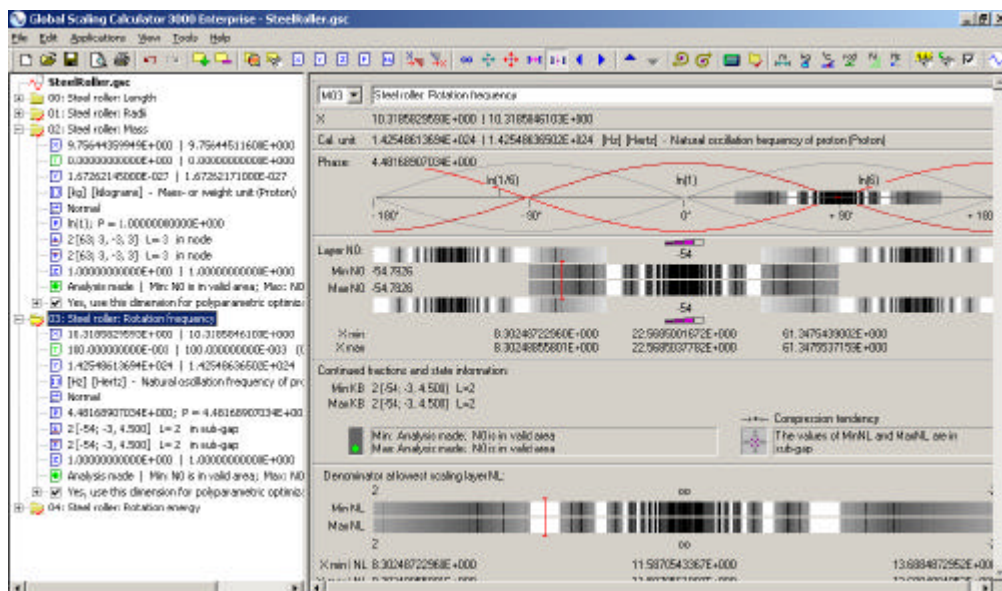 Global Scaling Calculator 3000 Enterprise - SteelRoller.gsc
File Edit Applications View Tools Help
SteelRoller.gsc
00: Steel roller: Length
01: Steel roller: Radii
02: Steel roller: Mass
9.75644359949E+000 | 9.75644511608E+000
0.00000000000E+000 | 0.00000000000E+000
1.67262145000E-027 | 1.67262171000E-027
[kg] [kilograms] - Mass- or weight unit (Proton)
Normal
ln(1); P = 1.00000000000E+000
2 [63; 3, -3, 3] L= 3 in node
2 [63; 3, -3, 3] L= 3 in node
1.00000000000E+000 | 1.00000000000E+000
Analysis made | Min: N0 is in valid area; Max: N0
Yes, use this dimension for polyparametric optimiz
03: Steel roller: Rotation frequency
10.3185829593E+000 | 10.3185846100E+000
100.000000000E-003 | 100.000000000E-003
1.42548613694E+024 | 1.42548636502E+024
[Hz] [Hertz] - Natural oscillation frequency of pro
Normal
4.48168907034E+000; P = 4.48168907034E+00
2 [-54; -3, 4.500] L= 2 in sub-gap
2 [-54; -3, 4.500] L= 2 in sub-gap
1.00000000000E+000 | 1.00000000000E+000
Analysis made | Min: N0 is in valid area; Max: N0
Yes, use this dimension for polyparametric optimiz
04: Steel roller: Rotation energy
M03 Steel roller: Rotation frequency
X 10.3185829593E+000 | 10.3185846103E+000
Cal. unit 1.42548613694E+024 | 1.42548636502E+024 [Hz] [Hertz] - Natural oscillation frequency of proton (Proton)
Phase: 4.48168907034E+000
ln(1/6) ln(1) ln(6)
- 180° - 90° 0° + 90° + 180
Layer N0: -54
Min N0 -54.7826
Max N0 -54.7826
-54
X min 8.30248722960E+000 22.5685001672E+000 61.3475439002E+000
X max 8.30248855801E+000 22.5685037782E+000 61.3475537159E+000
Continued fractions and state information:
Min KB 2 [-54; -3, 4.500] L=2
Max KB 2 [-54; -3, 4.500] L=2
Compression tendency
Min: Analysis made; N0 is in valid area
Max: Analysis made; N0 is in valid area
The values of MinNL and MaxNL are in sub-gap
Denominator at lowest scaling layer NL:
2 oo
Min NL
Max NL
2 oo
X min | NL 8.30248722960E+000 11.5870543367E+000 13.6884872952E+00